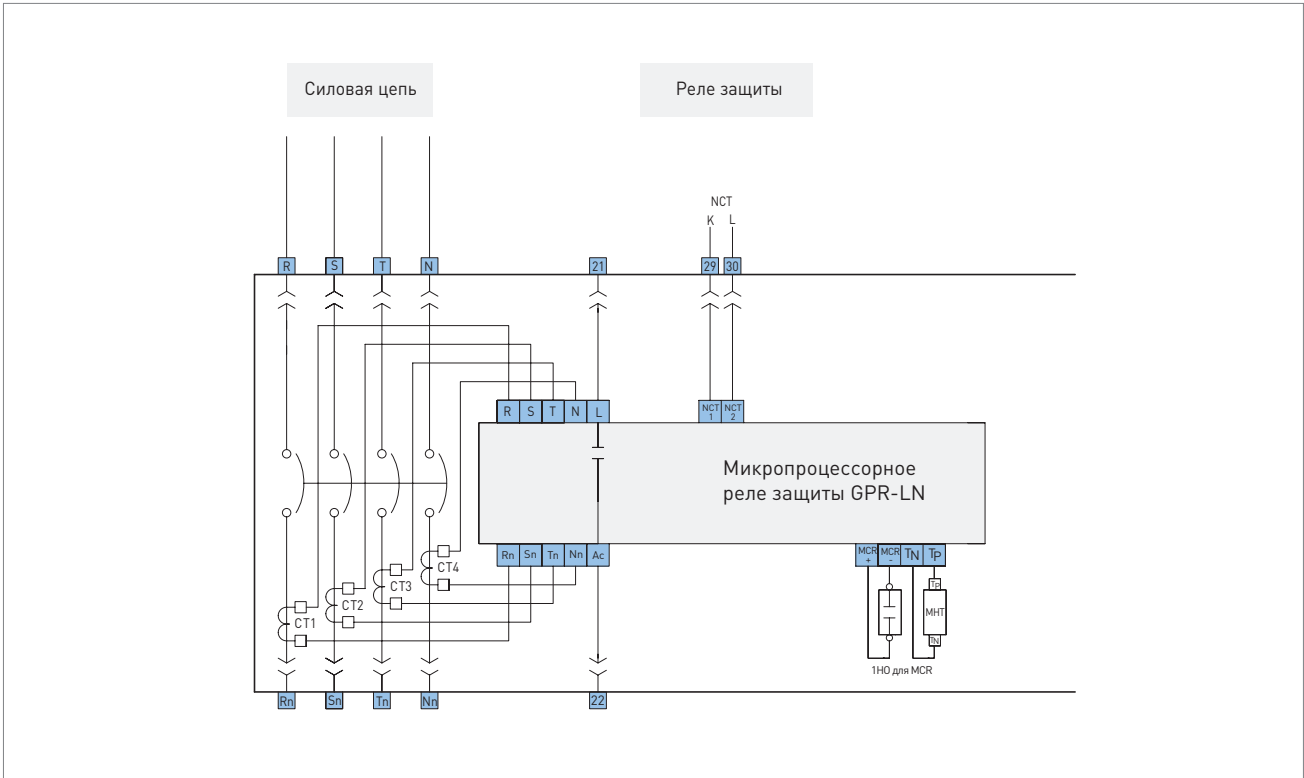 Силовая цепь
Реле защиты
NCT
K L
R S T N 21 29 30
R S T N L
NCT 1 NCT 2
Микропроцессорное
реле защиты GPR-LN
Rn Sn Tn Nn Ac
MCR + MCR - TN TP
CT4
CT3
CT2
CT1
TP
МНТ
TN
1НО для MCR
Rn Sn Tn Nn 22